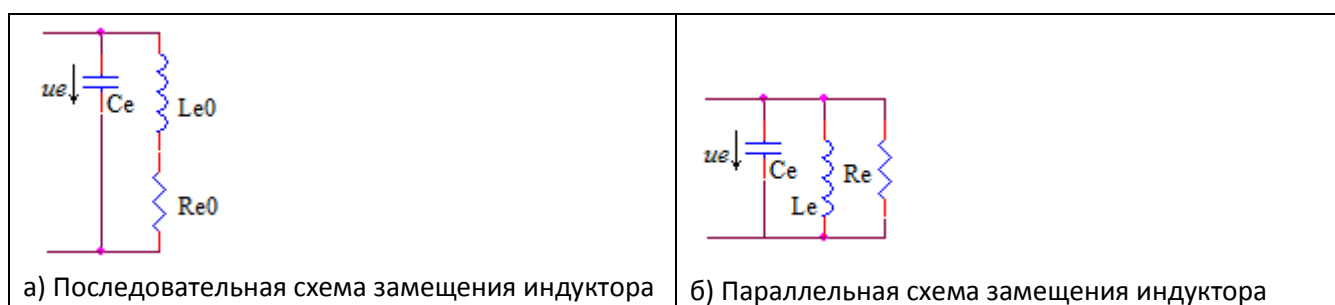 ue
Ce
Le0
Re0
а) Последовательная схема замещения индуктора
ue
Ce
Le
Re
б) Параллельная схема замещения индуктора